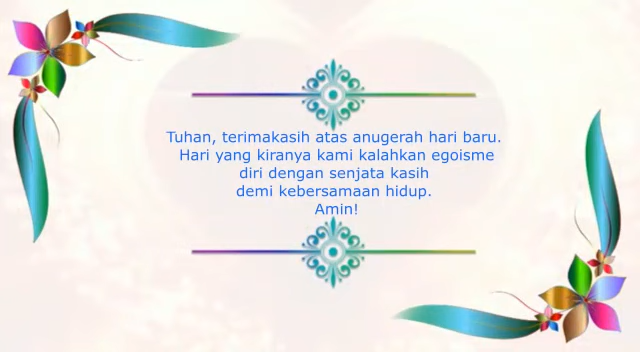 Tuhan, terimakasih atas anugerah hari baru.
Hari yang kiranya kami kalahkan egoisme
diri dengan senjata kasih
demi kebersamaan hidup.
Amin!